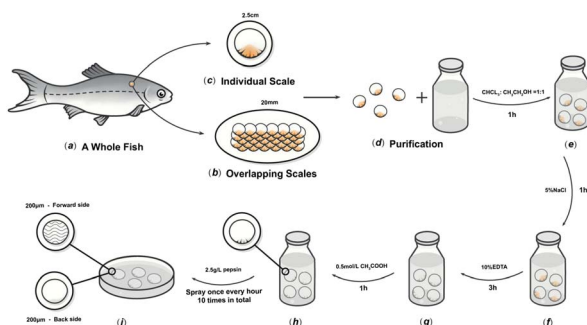 2.5cm
(c) Individual Scale
20mm
(b) Overlapping Scales
(a) A Whole Fish
(d) Purification
CHCL₃: CH₃CH₂OH =1:1
1h
(e)
5%NaCl
1h
200μm - Forward side
200μm - Back side
(i)
2.5g/L pepsin
Spray once every hour
10 times in total
(h)
0.5mol/L CH₃COOH
1h
(g)
10%EDTA
3h
(f)